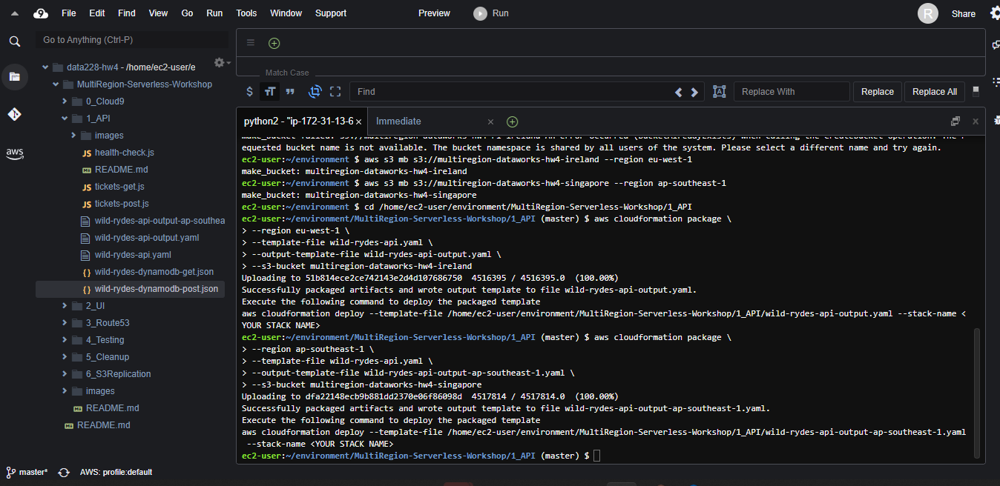 File Edit Find View Go Run Tools Window Support Preview Run R Share
Go to Anything (Ctrl-P)
data228-hw4 - /home/ec2-user/e
MultiRegion-Serverless-Workshop
0_Cloud9
1_API
images
JS health-check.js
README.md
JS tickets-get.js
JS tickets-post.js
wild-rydes-api-output-ap-southea
wild-rydes-api-output.yaml
wild-rydes-api.yaml
{} wild-rydes-dynamodb-get.json
{} wild-rydes-dynamodb-post.json
2_UI
3_Route53
4_Testing
5_Cleanup
6_S3Replication
images
README.md
README.md
aws
Match Case
$ TT Find Replace With Replace Replace All
python2 - "ip-172-31-13-6 × Immediate ×
equested bucket name is not available. The bucket namespace is shared by all users of the system. Please select a different name and try again.
ec2-user:~/environment $ aws s3 mb s3://multiregion-dataworks-hw4-ireland --region eu-west-1
make_bucket: multiregion-dataworks-hw4-ireland
ec2-user:~/environment $ aws s3 mb s3://multiregion-dataworks-hw4-singapore --region ap-southeast-1
make_bucket: multiregion-dataworks-hw4-singapore
ec2-user:~/environment $ cd /home/ec2-user/environment/MultiRegion-Serverless-Workshop/1_API
ec2-user:~/environment/MultiRegion-Serverless-Workshop/1_API (master) $ aws cloudformation package \
> --region eu-west-1 \
> --template-file wild-rydes-api.yaml \
> --output-template-file wild-rydes-api-output.yaml \
> --s3-bucket multiregion-dataworks-hw4-ireland
Uploading to 51b814ece2ce742143e2d4d107686750  4516395 / 4516395.0  (100.00%)
Successfully packaged artifacts and wrote output template to file wild-rydes-api-output.yaml.
Execute the following command to deploy the packaged template
aws cloudformation deploy --template-file /home/ec2-user/environment/MultiRegion-Serverless-Workshop/1_API/wild-rydes-api-output.yaml --stack-name <
YOUR STACK NAME>
ec2-user:~/environment/MultiRegion-Serverless-Workshop/1_API (master) $ aws cloudformation package \
> --region ap-southeast-1 \
> --template-file wild-rydes-api.yaml \
> --output-template-file wild-rydes-api-output-ap-southeast-1.yaml \
> --s3-bucket multiregion-dataworks-hw4-singapore
Uploading to dfa22148ecb9b881dd2370e06f86098d  4517814 / 4517814.0  (100.00%)
Successfully packaged artifacts and wrote output template to file wild-rydes-api-output-ap-southeast-1.yaml.
Execute the following command to deploy the packaged template
aws cloudformation deploy --template-file /home/ec2-user/environment/MultiRegion-Serverless-Workshop/1_API/wild-rydes-api-output-ap-southeast-1.yaml
--stack-name <YOUR STACK NAME>
ec2-user:~/environment/MultiRegion-Serverless-Workshop/1_API (master) $
master* AWS: profile:default